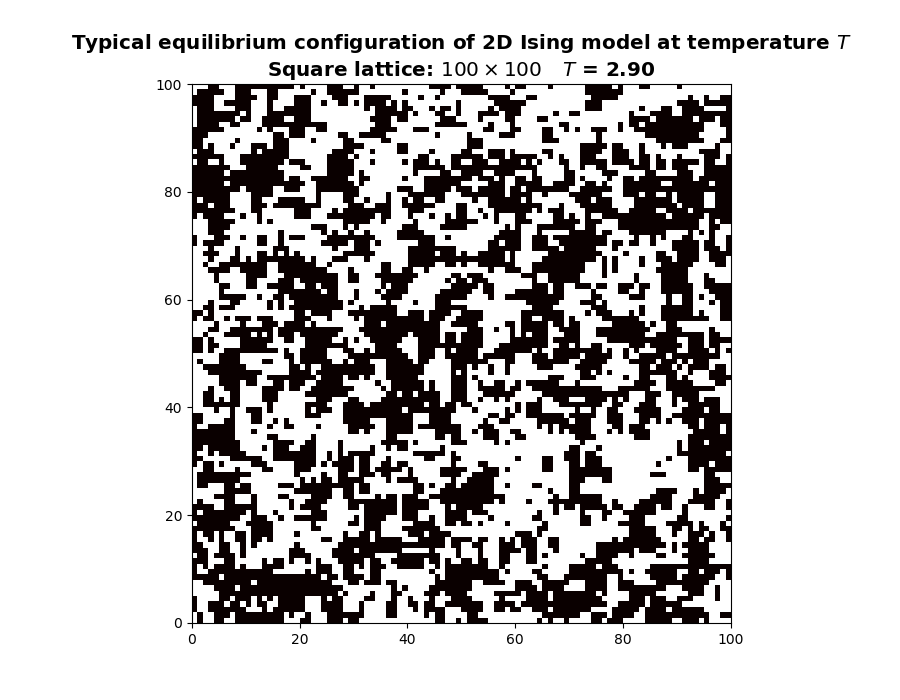 Typical equilibrium configuration of 2D Ising model at temperature T
Square lattice: 100 × 100 T = 2.90
100
80
60
40
20
0
0 20 40 60 80 100